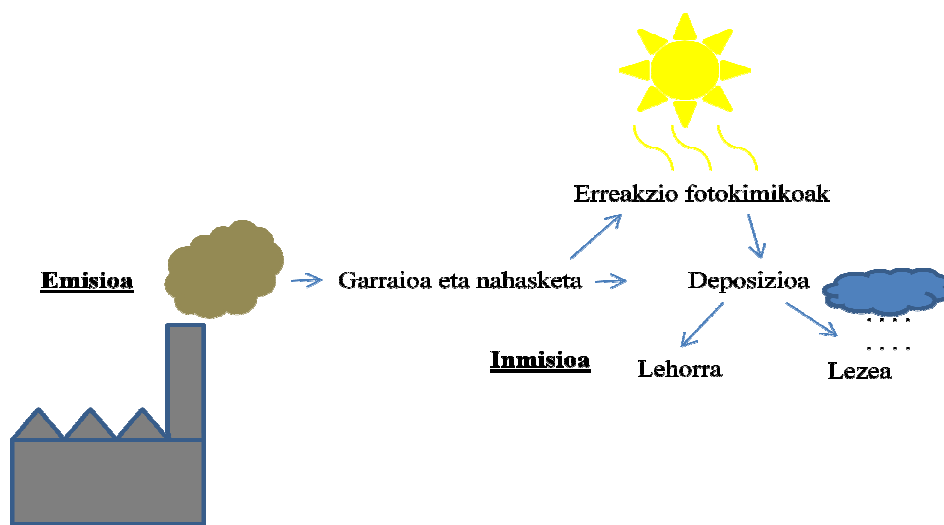 Erreakzio fotokimikoak
Emisioa
Garraioa eta nahasketa
Deposizioa
Inmisioa
Lehorra
Lezea